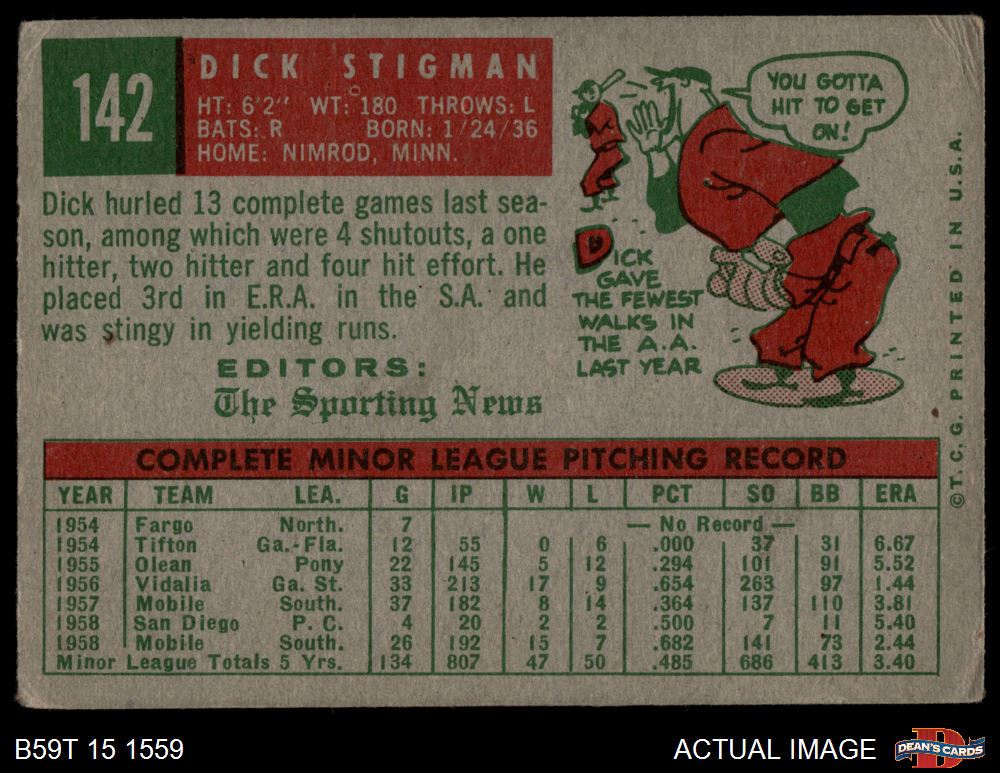 142
DICK STIGMAN
HT: 6'2" WT: 180 THROWS: L
BATS: R BORN: 1/24/36
HOME: NIMROD, MINN.
Dick hurled 13 complete games last sea-
son, among which were 4 shutouts, a one
hitter, two hitter and four hit effort. He
placed 3rd in E.R.A. in the S.A. and
was stingy in yielding runs.
EDITORS:
The Sporting News
YOU GOTTA
HIT TO GET
ON!
DICK
GAVE
THE FEWEST
WALKS IN
THE A.A.
LAST YEAR
©T. C. G. PRINTED IN U.S.A.
COMPLETE MINOR LEAGUE PITCHING RECORD
YEAR TEAM LEA. G IP W L PCT SO BB ERA
1954 Fargo North. 7 — No Record —
1954 Tifton Ga.-Fla. 12 55 0 6 .000 37 31 6.67
1955 Olean Pony 22 145 5 12 .294 101 91 5.52
1956 Vidalia Ga. St. 33 213 17 9 .654 263 97 1.44
1957 Mobile South. 37 182 8 14 .364 137 110 3.81
1958 San Diego P. C. 4 20 2 2 .500 7 11 5.40
1958 Mobile South. 26 192 15 7 .682 141 73 2.44
Minor League Totals 5 Yrs. 134 807 47 50 .485 686 413 3.40
B59T 15 1559
ACTUAL IMAGE
DEAN'S CARDS